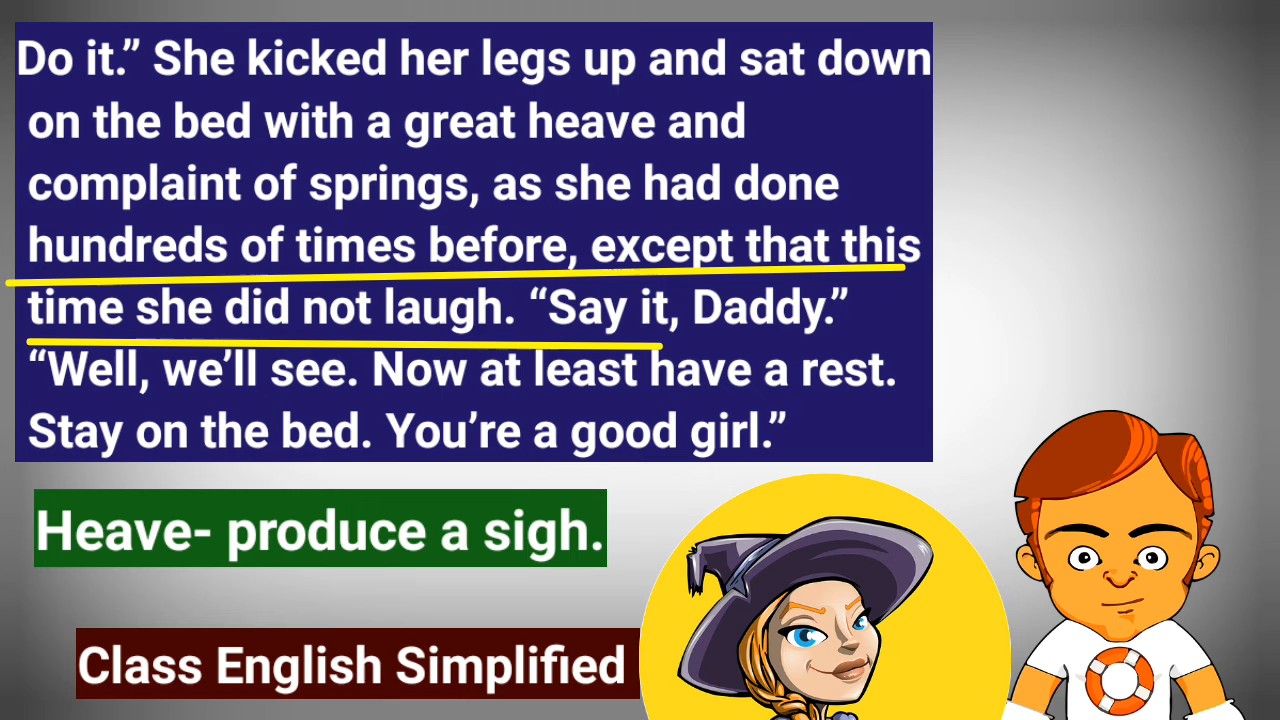 Do it.” She kicked her legs up and sat down
on the bed with a great heave and
complaint of springs, as she had done
hundreds of times before, except that this
time she did not laugh. “Say it, Daddy.”
“Well, we’ll see. Now at least have a rest.
Stay on the bed. You’re a good girl.”
Heave- produce a sigh.
Class English Simplified